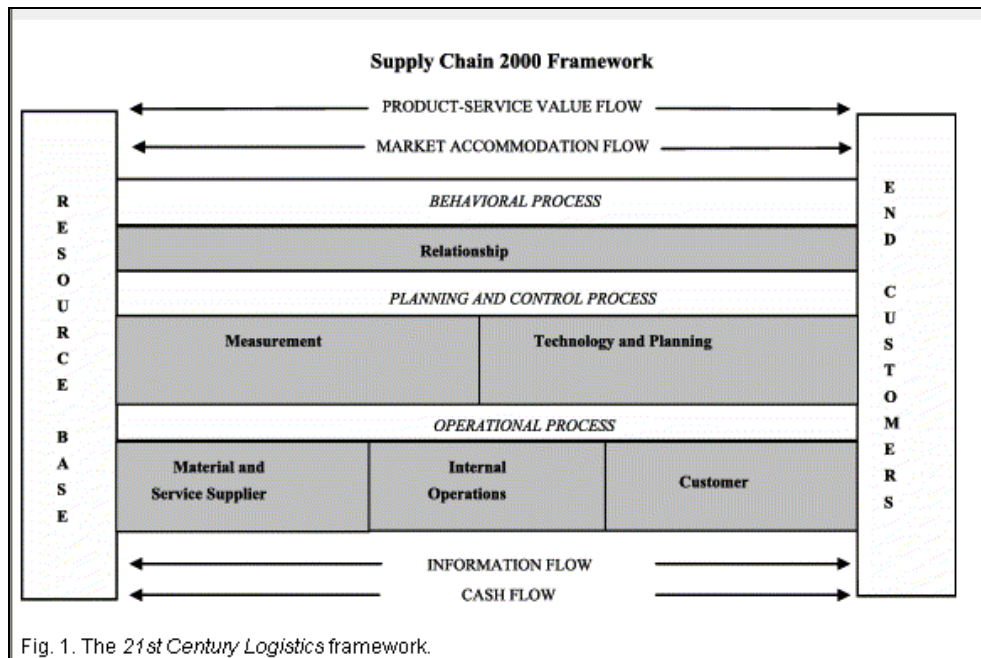 Supply Chain 2000 Framework
PRODUCT-SERVICE VALUE FLOW
MARKET ACCOMMODATION FLOW
RESOURCE BASE
BEHAVIORAL PROCESS
Relationship
PLANNING AND CONTROL PROCESS
Measurement
Technology and Planning
OPERATIONAL PROCESS
Material and
Service Supplier
Internal
Operations
Customer
END CUSTOMERS
INFORMATION FLOW
CASH FLOW
Fig. 1. The 21st Century Logistics framework.